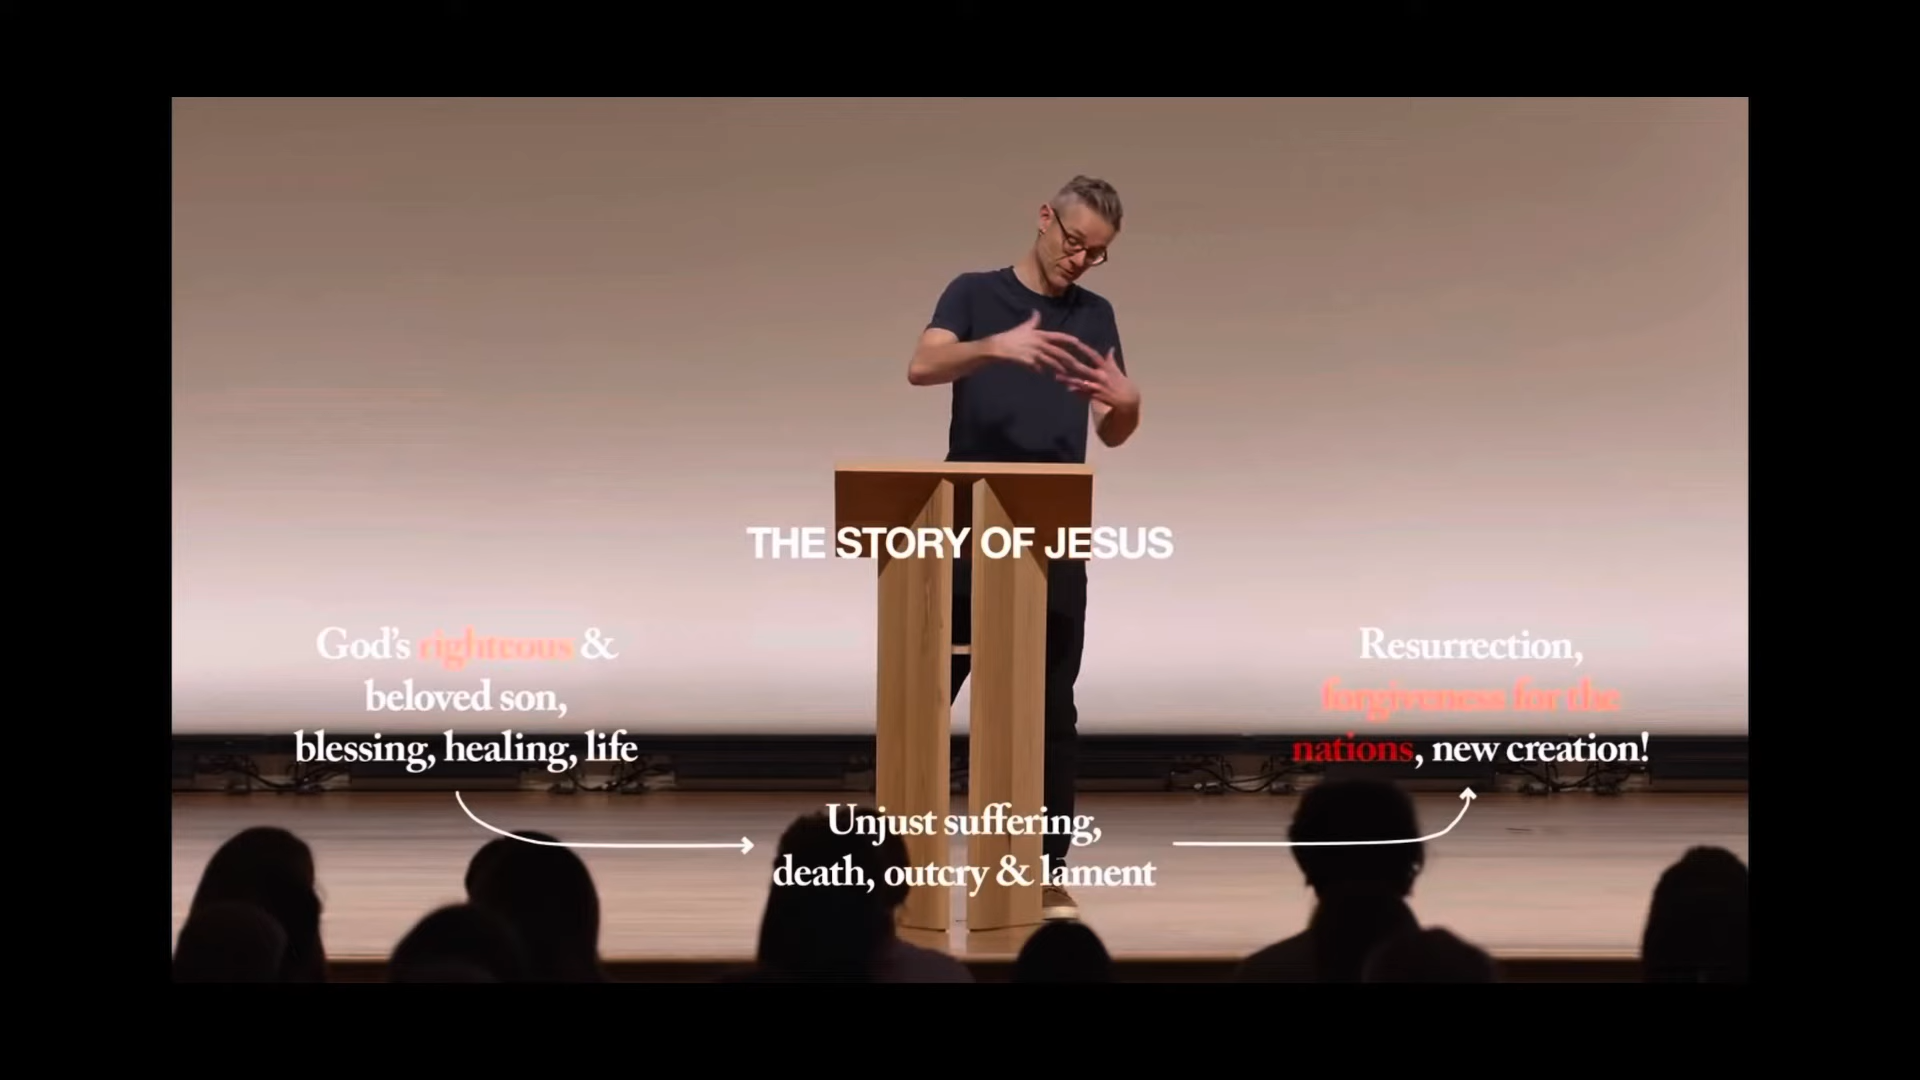 THE STORY OF JESUS
God's righteous &
beloved son,
blessing, healing, life
Unjust suffering,
death, outcry & lament
Resurrection,
forgiveness for the
nations, new creation!